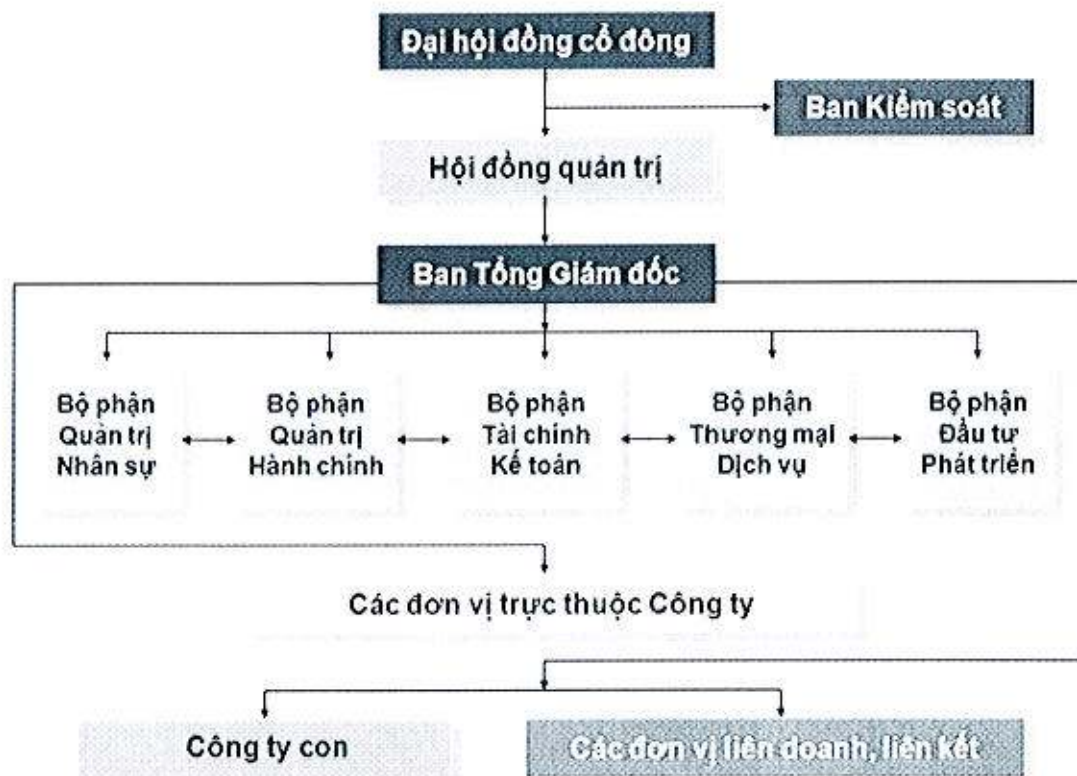 Đại hội đồng cổ đông
Ban Kiểm soát
Hội đồng quản trị
Ban Tổng Giám đốc
Bộ phận
Quản trị
Nhân sự
Bộ phận
Quản trị
Hành chính
Bộ phận
Tài chính
Kế toán
Bộ phận
Thương mại
Dịch vụ
Bộ phận
Đầu tư
Phát triển
Các đơn vị trực thuộc Công ty
Công ty con
Các đơn vị liên doanh, liên kết